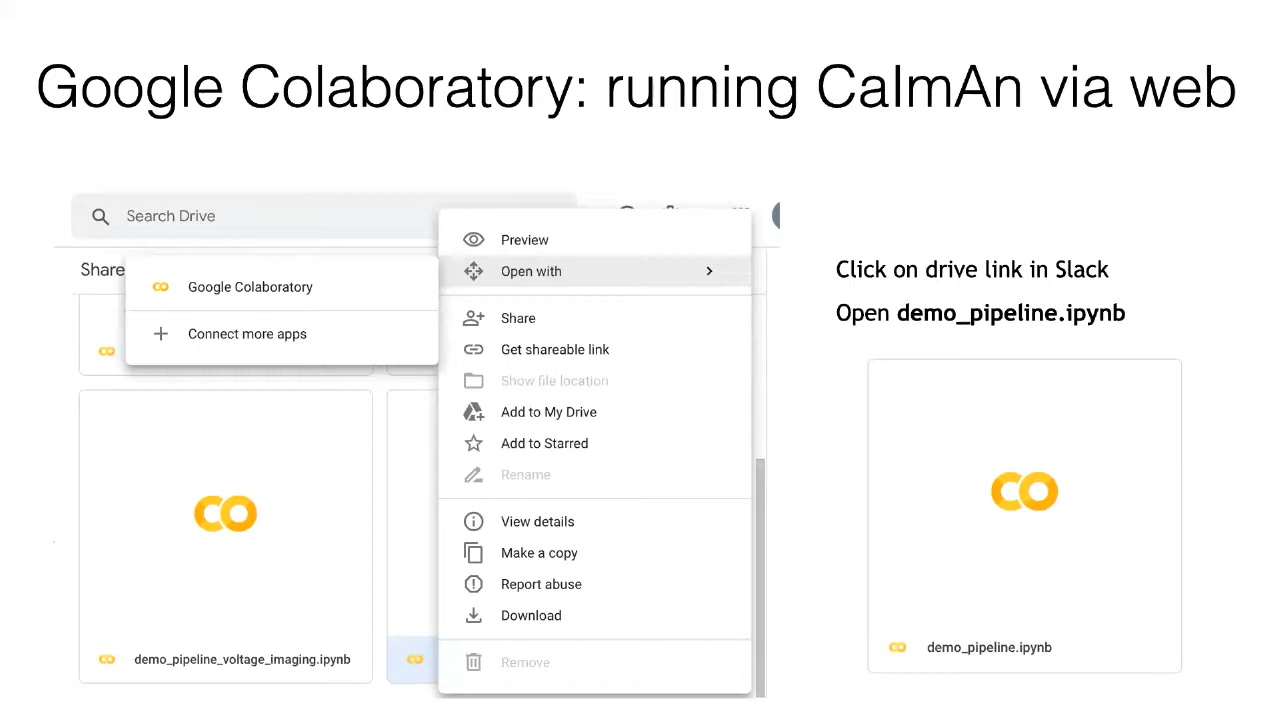 Google Colaboratory: running CaImAn via web
Search Drive
Share
Google Colaboratory
Connect more apps
Preview
Open with
Share
Get shareable link
Show file location
Add to My Drive
Add to Starred
Rename
View details
Make a copy
Report abuse
Download
Remove
demo_pipeline_voltage_imaging.ipynb
Click on drive link in Slack
Open demo_pipeline.ipynb
demo_pipeline.ipynb